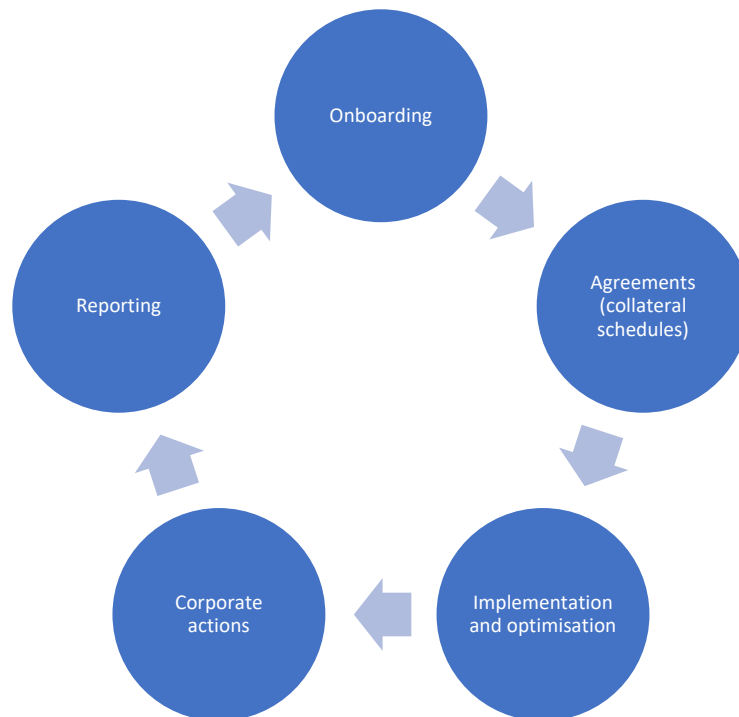 Onboarding
Agreements
(collateral
schedules)
Implementation
and optimisation
Corporate
actions
Reporting